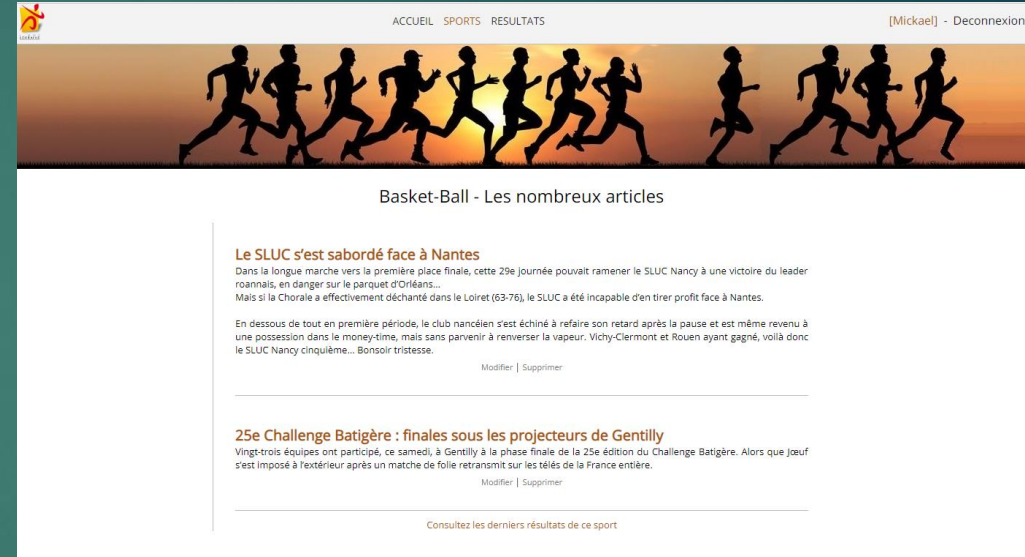 ACCUEIL SPORTS RESULTATS
[Mickael] - Deconnexion
Basket-Ball - Les nombreux articles
Le SLUC s’est sabordé face à Nantes
Dans la longue marche vers la première place finale, cette 29e journée pouvait ramener le SLUC Nancy à une victoire du leader
roannais, en danger sur le parquet d’Orléans...
Mais si la Chorale a effectivement déchanté dans le Loiret (63-76), le SLUC a été incapable d’en tirer profit face à Nantes.
En dessous de tout en première période, le club nancéien s’est échiné à refaire son retard après la pause et est même revenu à
une possession dans le money-time, mais sans parvenir à renverser la vapeur. Vichy-Clermont et Rouen ayant gagné, voilà donc
le SLUC Nancy cinquième... Bonsoir tristesse.
Modifier | Supprimer
25e Challenge Batigère : finales sous les projecteurs de Gentilly
Vingt-trois équipes ont participé, ce samedi, à Gentilly à la phase finale de la 25e édition du Challenge Batigère. Alors que Jœuf
s’est imposé à l’extérieur après un matche de folie retransmit sur les télés de la France entière.
Modifier | Supprimer
Consultez les derniers résultats de ce sport